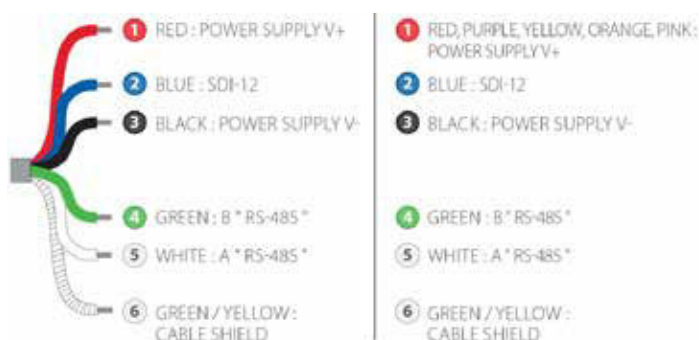 1 RED : POWER SUPPLY V+
2 BLUE : SDI-12
3 BLACK : POWER SUPPLY V-
4 GREEN : B " RS-485 "
5 WHITE : A " RS-485 "
6 GREEN / YELLOW :
CABLE SHIELD
1 RED, PURPLE, YELLOW, ORANGE, PINK :
POWER SUPPLY V+
2 BLUE : SDI-12
3 BLACK : POWER SUPPLY V-
4 GREEN : B " RS-485 "
5 WHITE : A " RS-485 "
6 GREEN / YELLOW :
CABLE SHIELD